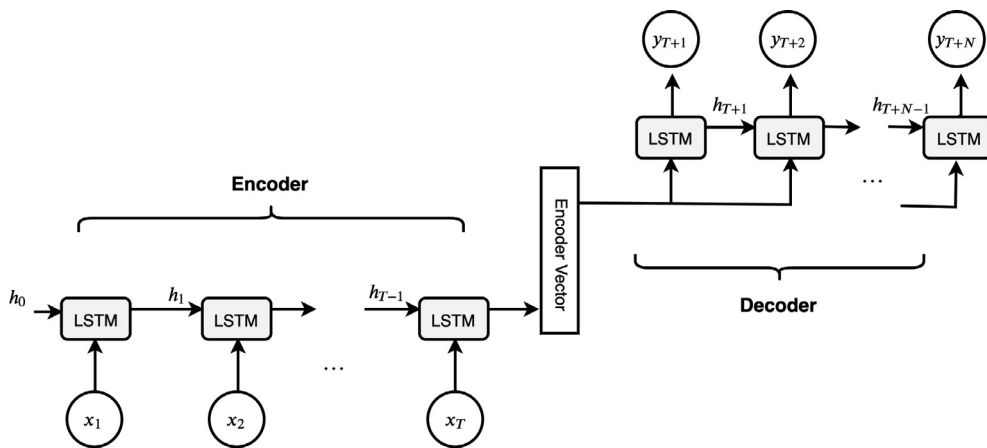 y_{T+1}
y_{T+2}
y_{T+N}
h_{T+1}
h_{T+N−1}
LSTM
LSTM
LSTM
...
Encoder
Encoder Vector
Decoder
h_0
h_1
h_{T−1}
LSTM
LSTM
LSTM
...
x_1
x_2
x_T